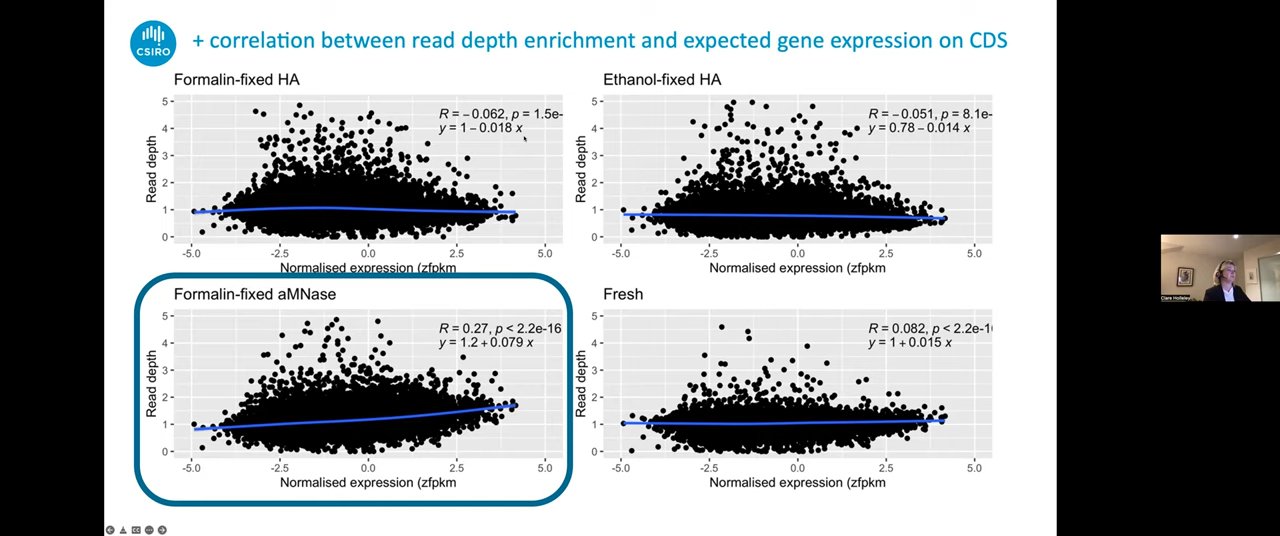 CSIRO
+ correlation between read depth enrichment and expected gene expression on CDS
Formalin-fixed HA
R = − 0.062, p = 1.5e-
y = 1 − 0.018 x
Read depth
5
4
3
2
1
0
-5.0 -2.5 0.0 2.5 5.0
Normalised expression (zfpkm
Ethanol-fixed HA
R = − 0.051, p = 8.1e-
y = 0.78 − 0.014 x
Read depth
5
4
3
2
1
0
-5.0 -2.5 0.0 2.5 5.0
Normalised expression (zfpkm
Formalin-fixed aMNase
R = 0.27, p < 2.2e-16
y = 1.2 + 0.079 x
Read depth
5
4
3
2
1
0
-5.0 -2.5 0.0 2.5 5.0
Normalised expression (zfpkm
Fresh
R = 0.082, p < 2.2e-1
y = 1 + 0.015 x
Read depth
5
4
3
2
1
0
-5.0 -2.5 0.0 2.5 5.0
Normalised expression (zfpkm
Clare Holleley